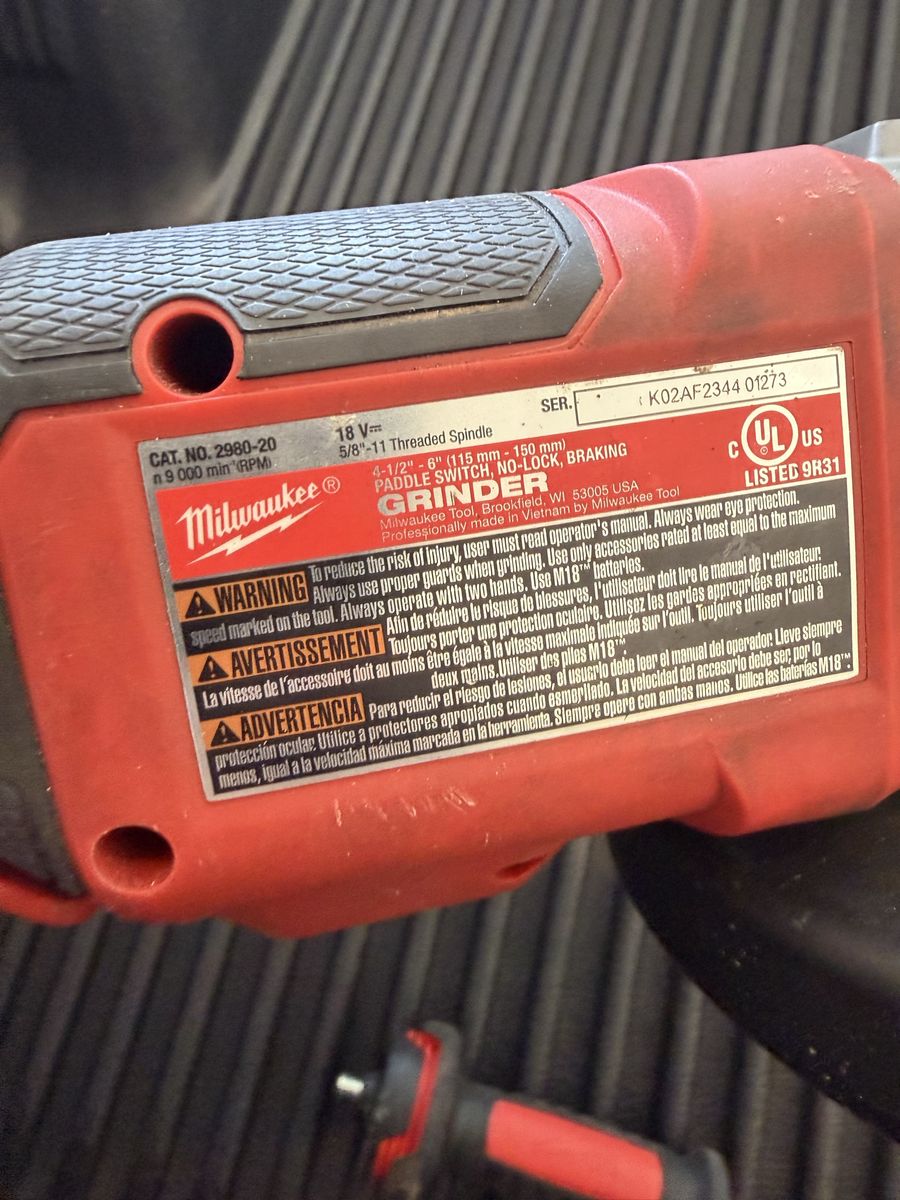 CAT. NO. 2980-20
n 9 000 min⁻¹(RPM)
18 V⎓
5/8"-11 Threaded Spindle
SER. K02AF2344 01273
Milwaukee®
4-1/2" - 6" (115 mm - 150 mm)
PADDLE SWITCH, NO-LOCK, BRAKING
GRINDER
Milwaukee Tool, Brookfield, WI 53005 USA
Professionally made in Vietnam by Milwaukee Tool
C UL US
LISTED 9R31
WARNING To reduce the risk of injury, user must read operator's manual. Always wear eye protection.
Always use proper guards when grinding. Use only accessories rated at least equal to the maximum
speed marked on the tool. Always operate with two hands. Use M18™ batteries.
AVERTISSEMENT Afin de réduire le risque de blessures, l'utilisateur doit lire le manuel de l'utilisateur.
Toujours porter une protection oculaire. Utilisez les gardes appropriées en rectifiant.
La vitesse de l'accessoire doit au moins être égale à la vitesse maximale indiquée sur l'outil. Toujours utiliser l'outil à
deux mains. Utiliser des piles M18™.
ADVERTENCIA Para reducir el riesgo de lesiones, el usuario debe leer el manual del operador. Lleve siempre
protección ocular. Utilice a protectores apropiados cuando esmerilado. La velocidad del accesorio debe ser, por lo
menos, igual a la velocidad máxima marcada en la herramienta. Siempre opere con ambas manos. Utilice las baterías M18™.